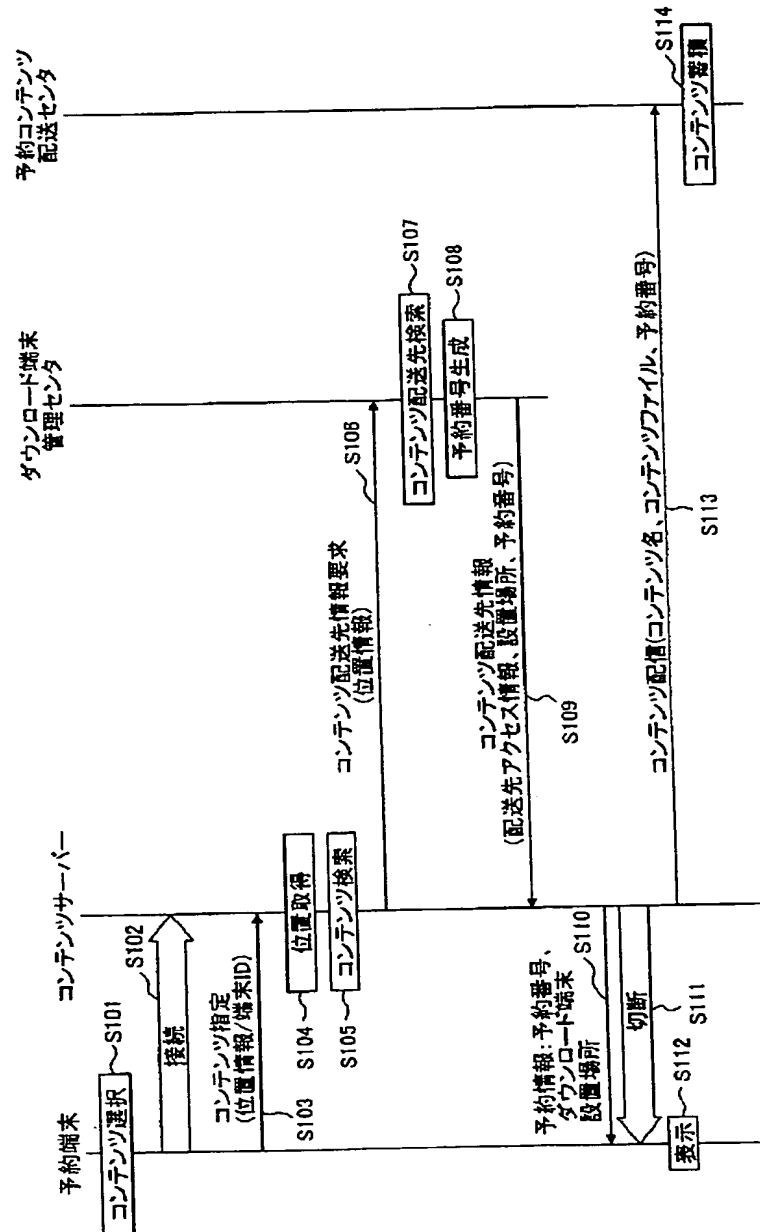 予約端末
コンテンツサーバー
ダウンロード端末
管理センタ
予約コンテンツ
配送センタ
コンテンツ選択
S101
接続
S102
コンテンツ指定
(位置情報/端末ID)
S103
位置取得
S104
コンテンツ検索
S105
コンテンツ配送先情報要求
(位置情報)
S106
コンテンツ配送先検索
S107
予約番号生成
S108
コンテンツ配送先情報
(配送先アクセス情報、設置場所、予約番号)
S109
予約情報:予約番号、
ダウンロード端末
設置場所
S110
切断
S111
表示
S112
コンテンツ配信(コンテンツ名、コンテンツファイル、予約番号)
S113
コンテンツ蓄積
S114